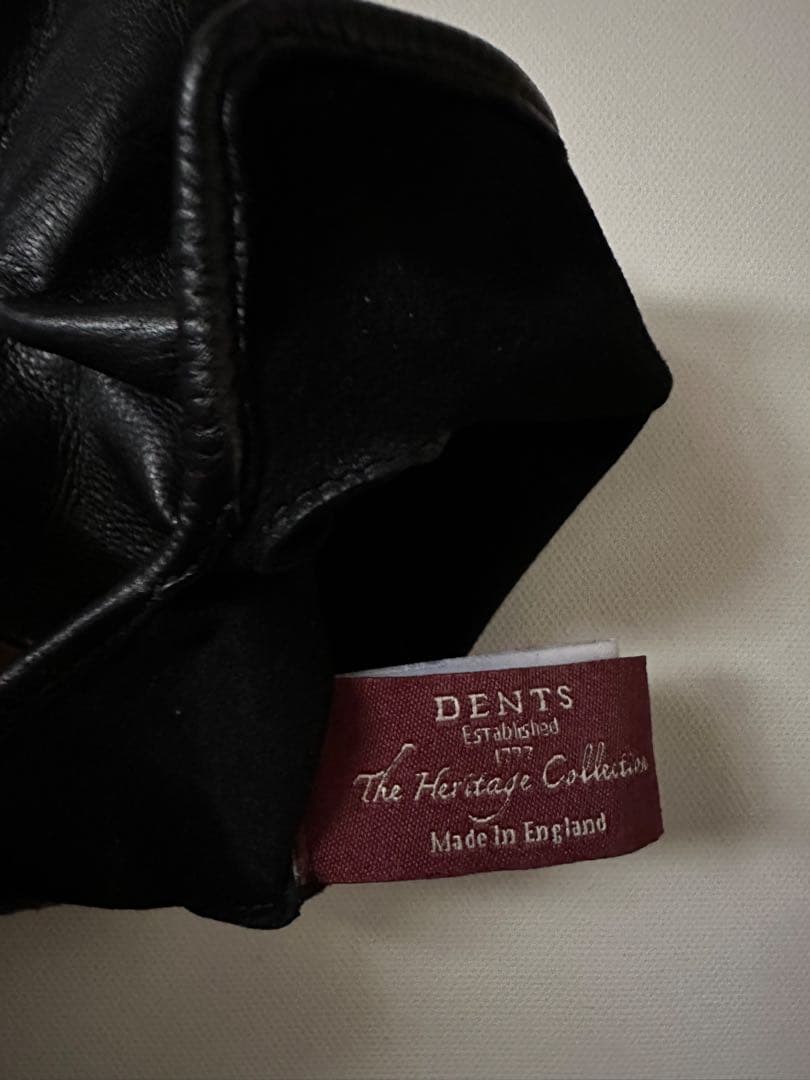 DENTS
Established
1777
The Heritage Collection
Made In England